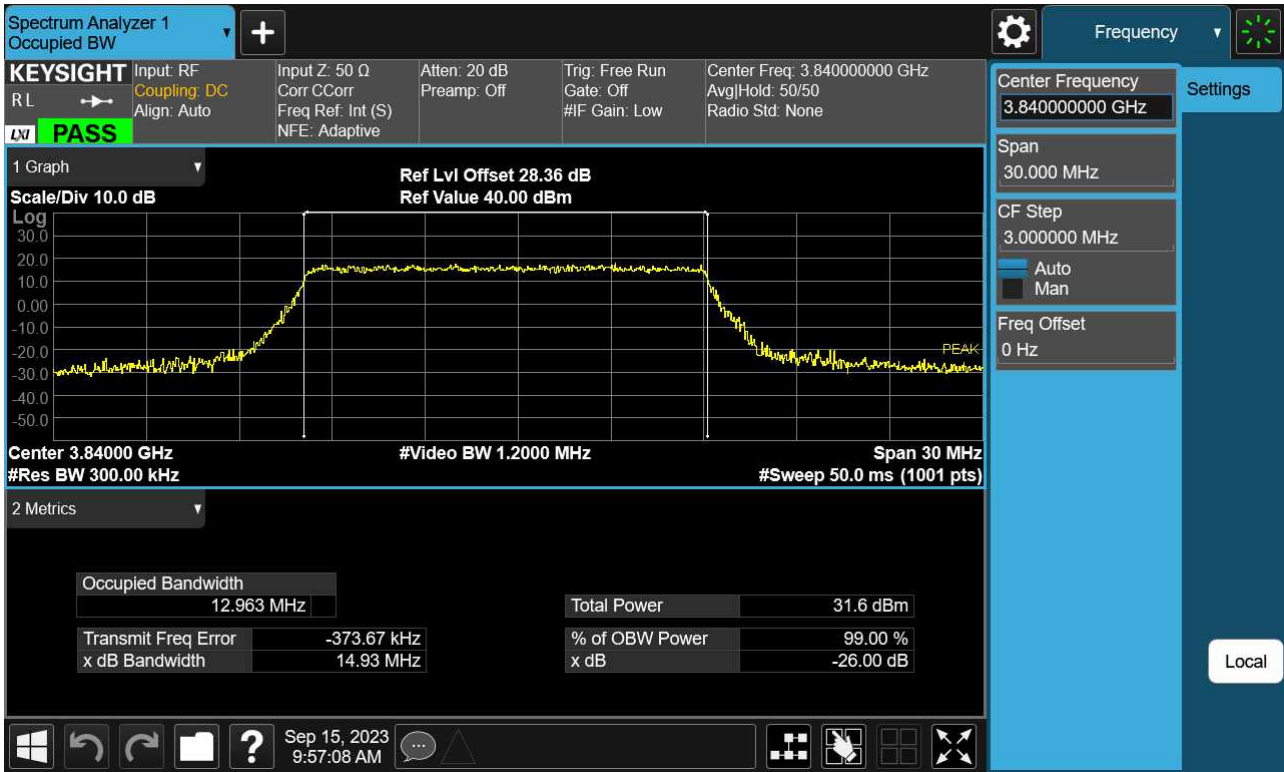 Spectrum Analyzer 1
Occupied BW
+
Frequency
KEYSIGHT
RL
LXI
PASS
Input: RF
Coupling: DC
Align: Auto
Input Z: 50 Ω
Corr CCorr
Freq Ref: Int (S)
NFE: Adaptive
Atten: 20 dB
Preamp: Off
Trig: Free Run
Gate: Off
#IF Gain: Low
Center Freq: 3.840000000 GHz
Avg|Hold: 50/50
Radio Std: None
Center Frequency
3.840000000 GHz
Settings
Span
30.000 MHz
CF Step
3.000000 MHz
Auto
Man
Freq Offset
0 Hz
Local
1 Graph
Scale/Div 10.0 dB
Ref Lvl Offset 28.36 dB
Ref Value 40.00 dBm
Log
30.0
20.0
10.0
0.00
-10.0
-20.0
-30.0
-40.0
-50.0
PEAK
Center 3.84000 GHz
#Video BW 1.2000 MHz
Span 30 MHz
#Res BW 300.00 kHz
#Sweep 50.0 ms (1001 pts)
2 Metrics
Occupied Bandwidth
12.963 MHz
Total Power 31.6 dBm
Transmit Freq Error -373.67 kHz
% of OBW Power 99.00 %
x dB Bandwidth 14.93 MHz
x dB -26.00 dB
?
Sep 15, 2023
9:57:08 AM